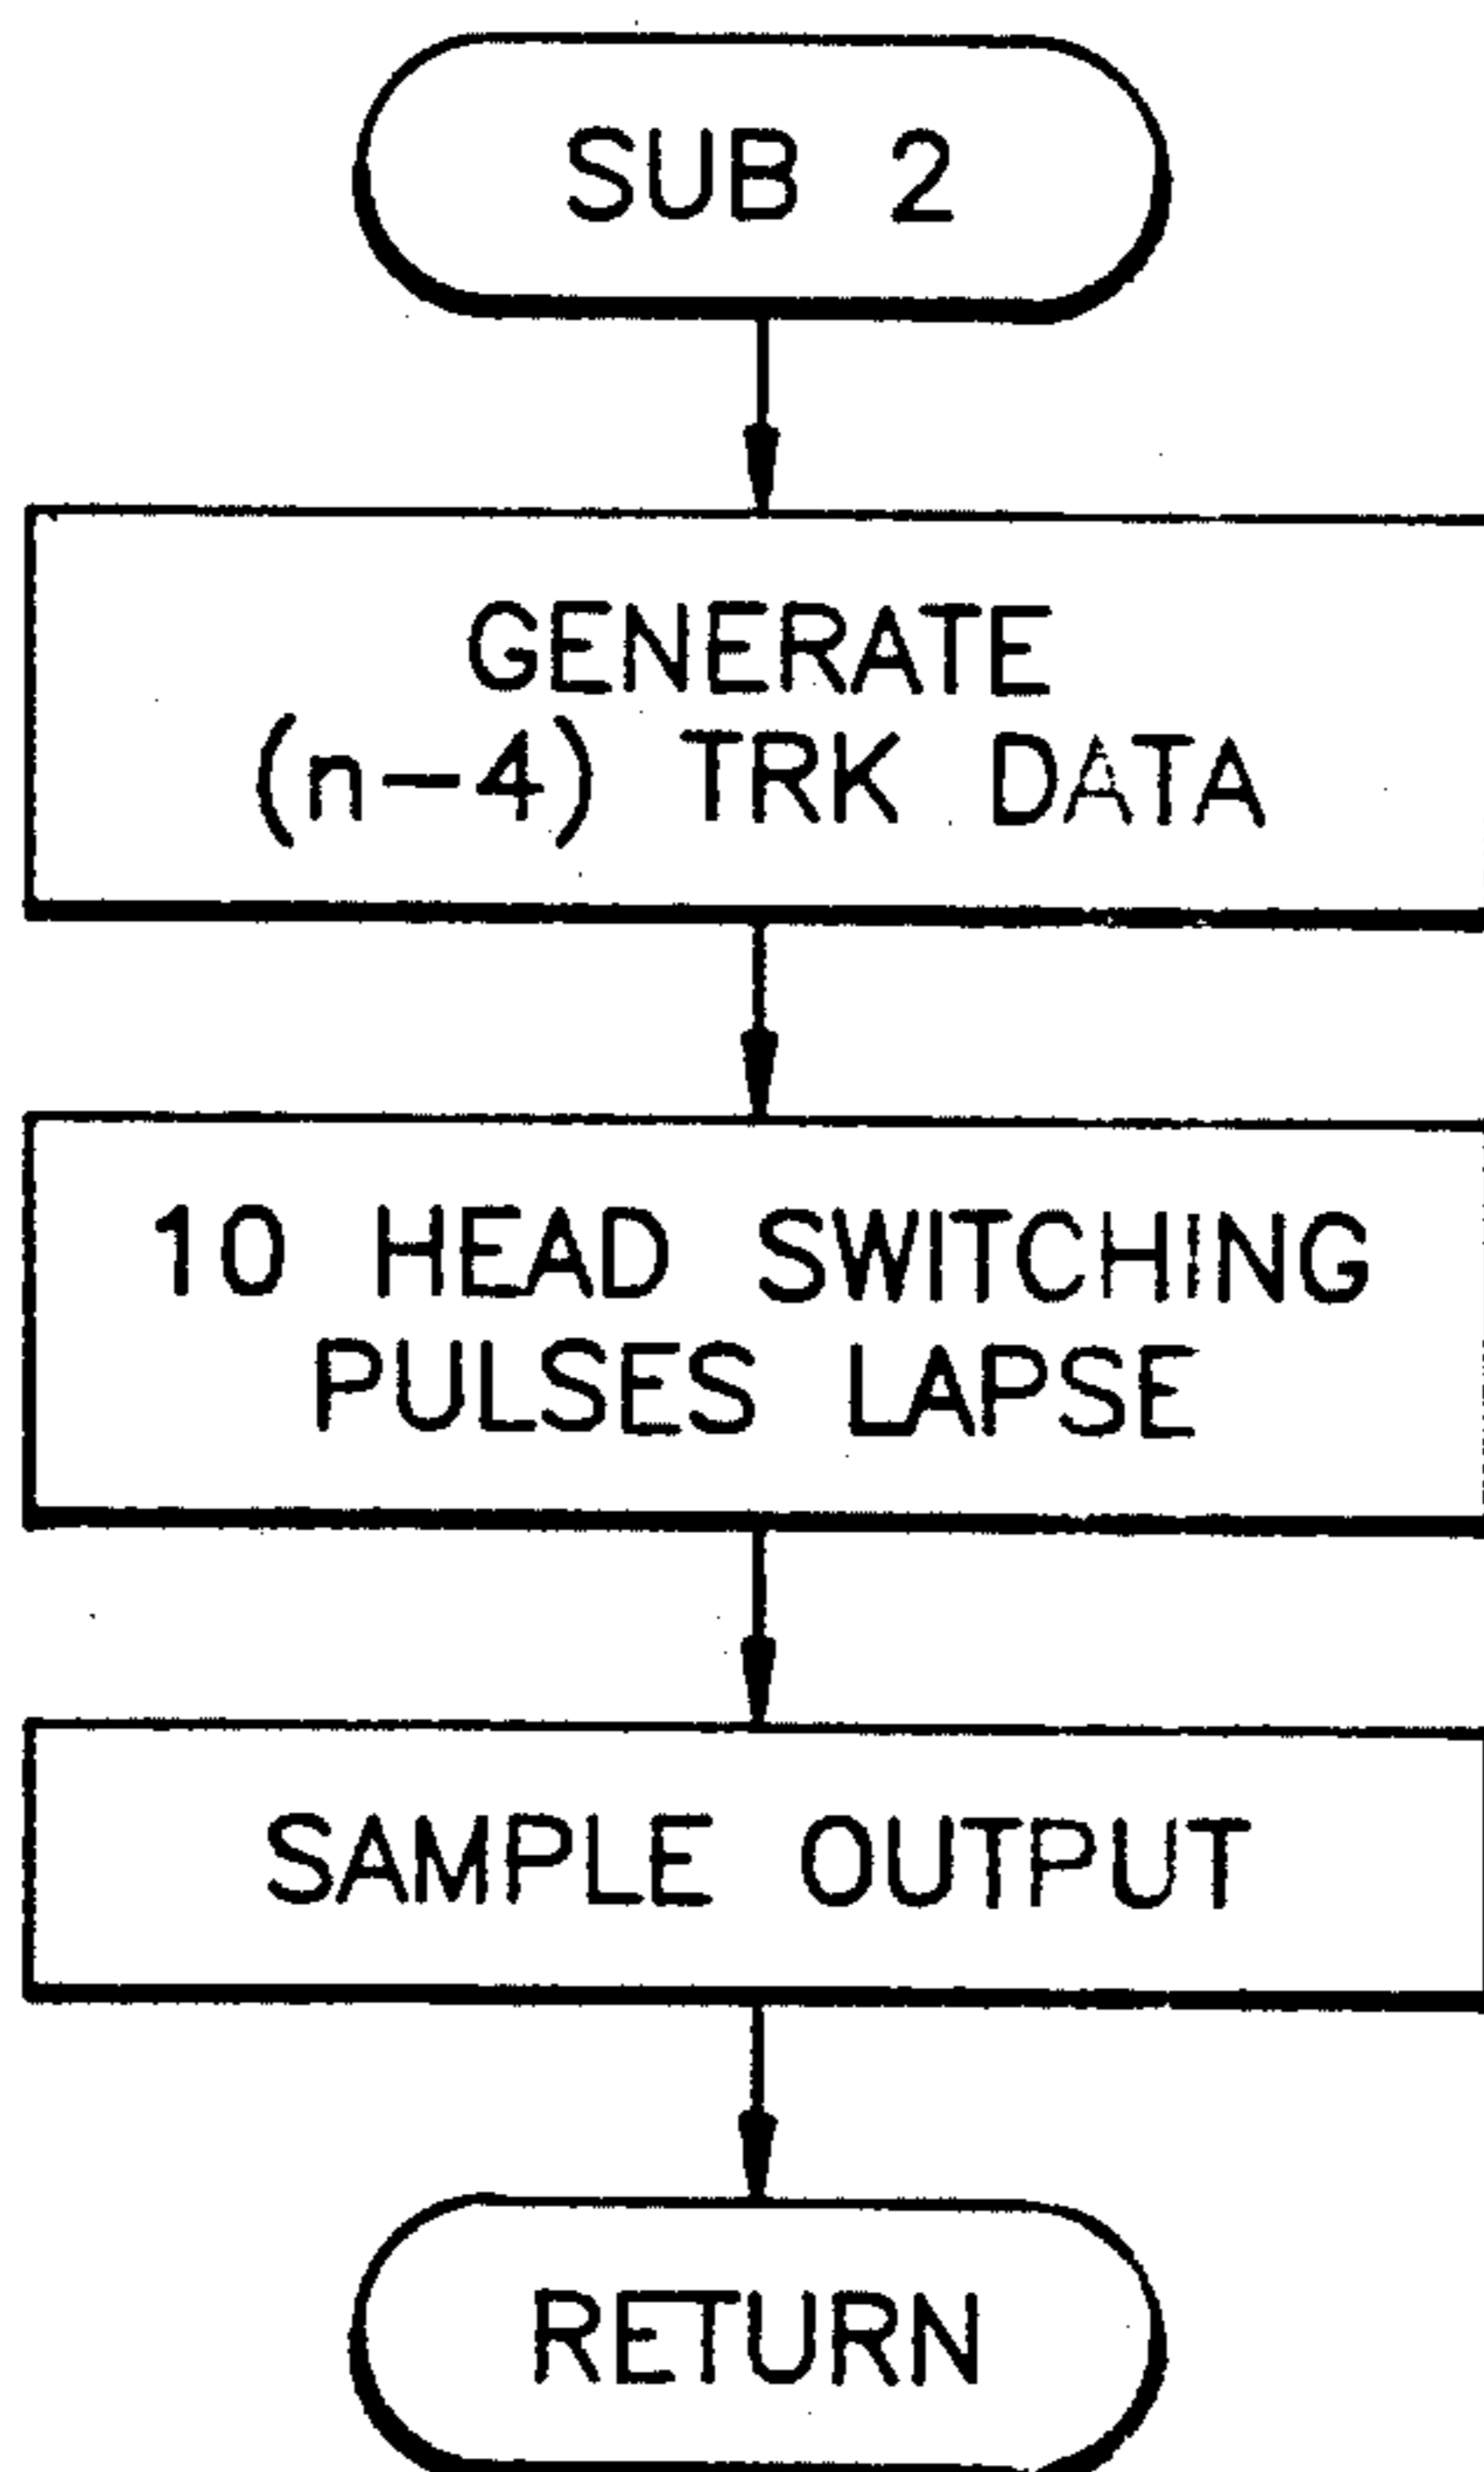 SUB 2
GENERATE
(n-4) TRK DATA
10 HEAD SWITCHING
PULSES LAPSE
SAMPLE OUTPUT
RETURN